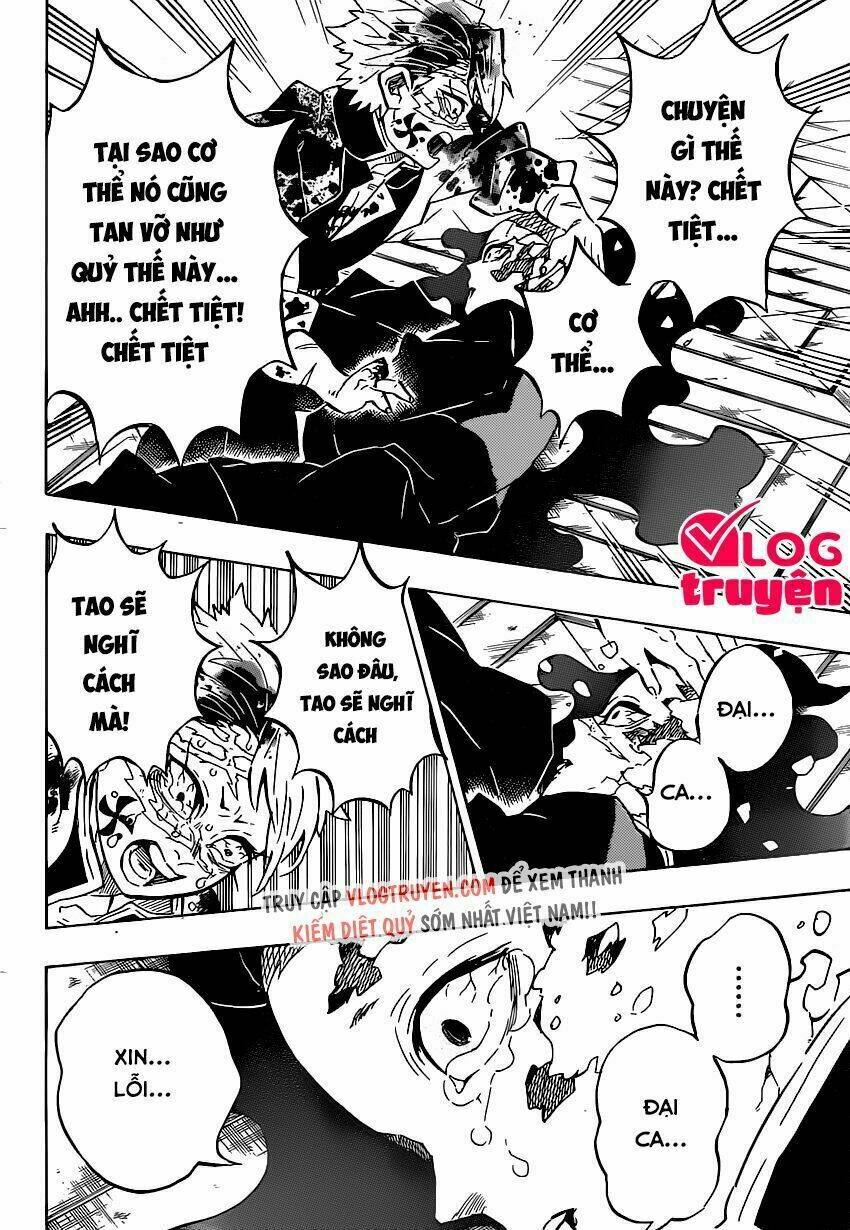 CHUYỆN
GÌ THẾ
NÀY? CHẾT
TIỆT...
CƠ
THỂ...
TẠI SAO CƠ
THỂ NÓ CŨNG
TAN VỠ NHƯ
QUỶ THẾ NÀY...
AHH.. CHẾT TIỆT!
CHẾT TIỆT
VLOG
truyện
ĐẠI...
CA...
KHÔNG
SAO ĐÂU,
TAO SẼ NGHĨ
CÁCH
TAO SẼ
NGHĨ
CÁCH
MÀ!
TRUY CẬP VLOGTRUYEN.COM ĐỂ XEM THANH
KIẾM DIỆT QUỶ SỚM NHẤT VIỆT NAM!!
......
ĐẠI
CA...
XIN...
LỖI...